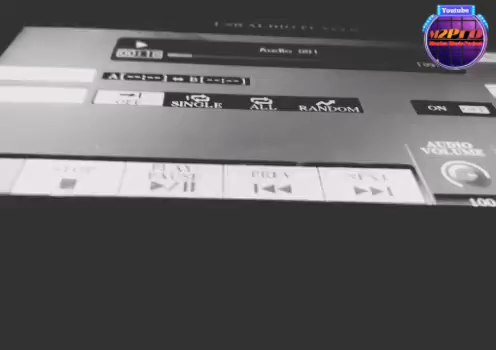 Youtube
USB AUDIO PLAYER
Audio 001
A[--:--] ⇔ B[--:--]
OFF SINGLE ALL RANDOM
ON
STOP PLAY/PAUSE PREV NEXT
AUDIO VOLUME
100